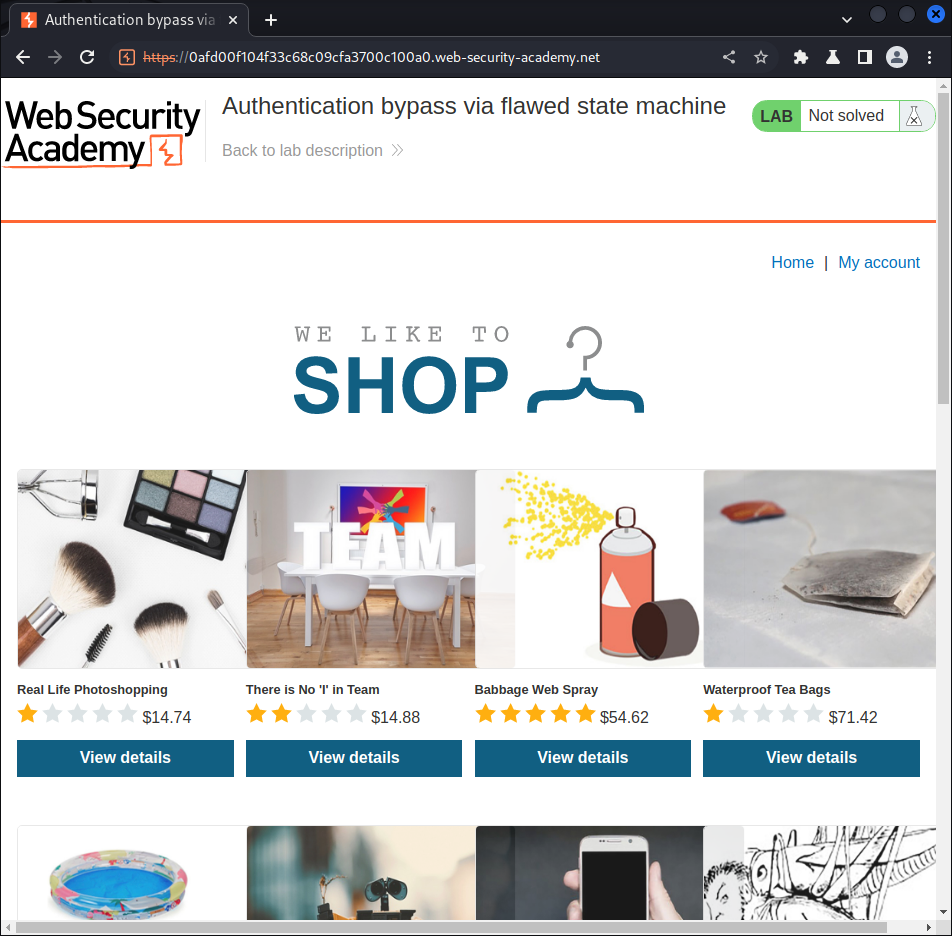 Authentication bypass via
https://0afd00f104f33c68c09cfa3700c100a0.web-security-academy.net
Web Security
Academy
Authentication bypass via flawed state machine
Back to lab description
LAB Not solved
Home | My account
WE LIKE TO
SHOP
TEAM
Real Life Photoshopping
There is No 'I' in Team
Babbage Web Spray
Waterproof Tea Bags
$14.74
$14.88
$54.62
$71.42
View details
View details
View details
View details